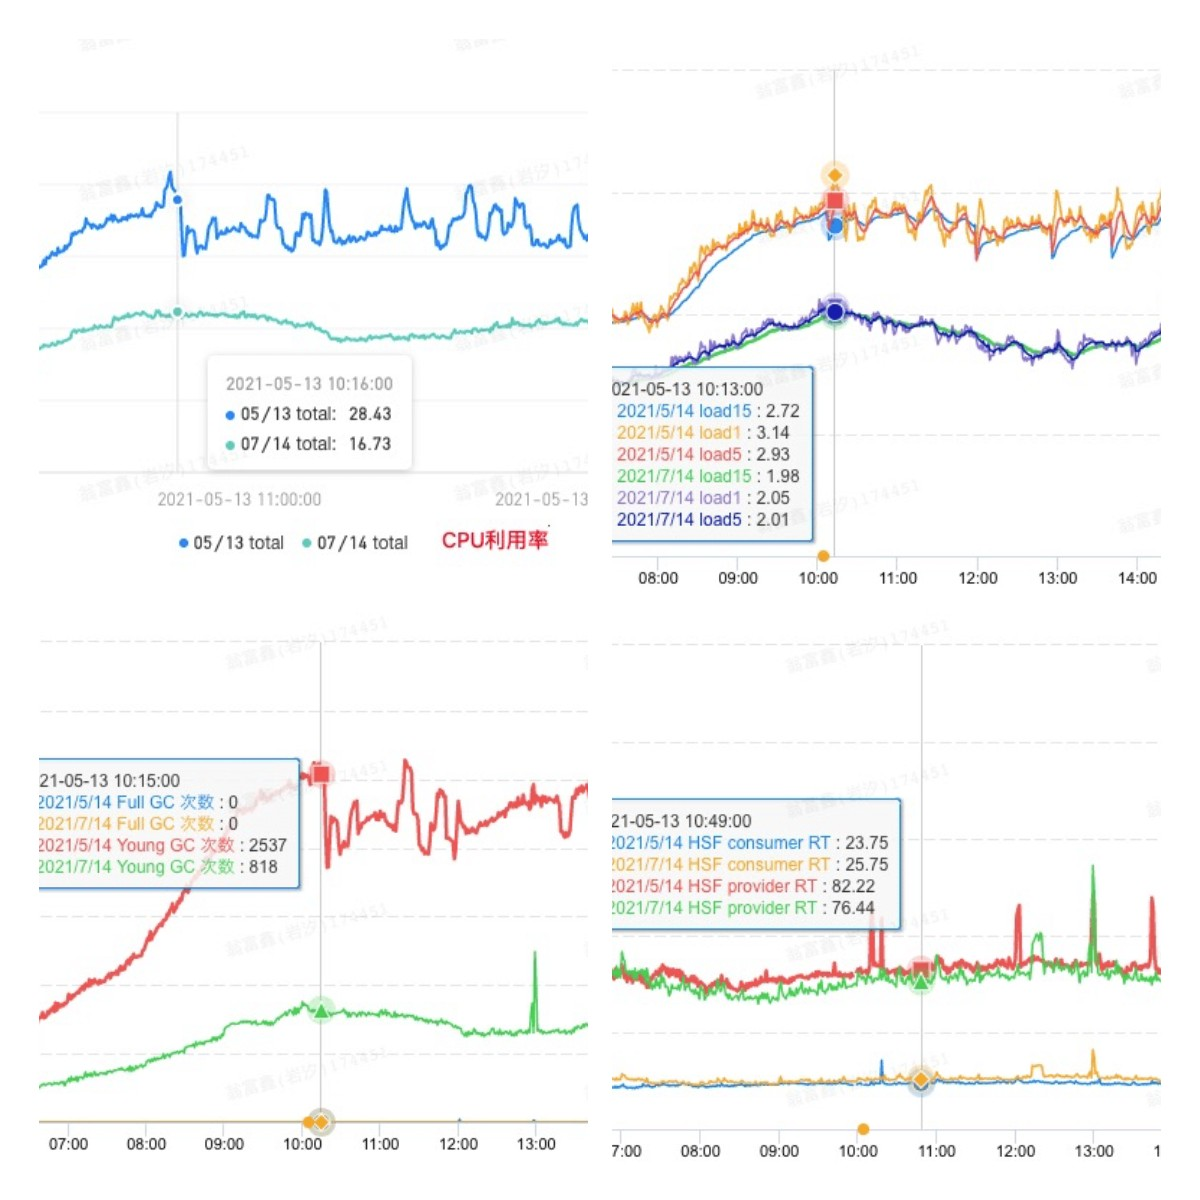 2021-05-13 10:16:00
05/13 total: 28.43
07/14 total: 16.73
2021-05-13 11:00:00
2021-05-13
05/13 total
07/14 total
CPU利用率
021-05-13 10:13:00
2021/5/14 load15 : 2.72
2021/5/14 load1 : 3.14
2021/5/14 load5 : 2.93
2021/7/14 load15 : 1.98
2021/7/14 load1 : 2.05
2021/7/14 load5 : 2.01
08:00 09:00 10:00 11:00 12:00 13:00 14:00
21-05-13 10:15:00
2021/5/14 Full GC 次数 : 0
2021/7/14 Full GC 次数 : 0
2021/5/14 Young GC 次数 : 2537
2021/7/14 Young GC 次数 : 818
07:00 08:00 09:00 10:00 11:00 12:00 13:00
21-05-13 10:49:00
2021/5/14 HSF consumer RT : 23.75
2021/7/14 HSF consumer RT : 25.75
2021/5/14 HSF provider RT : 82.22
2021/7/14 HSF provider RT : 76.44
7:00 08:00 09:00 10:00 11:00 12:00 13:00 1